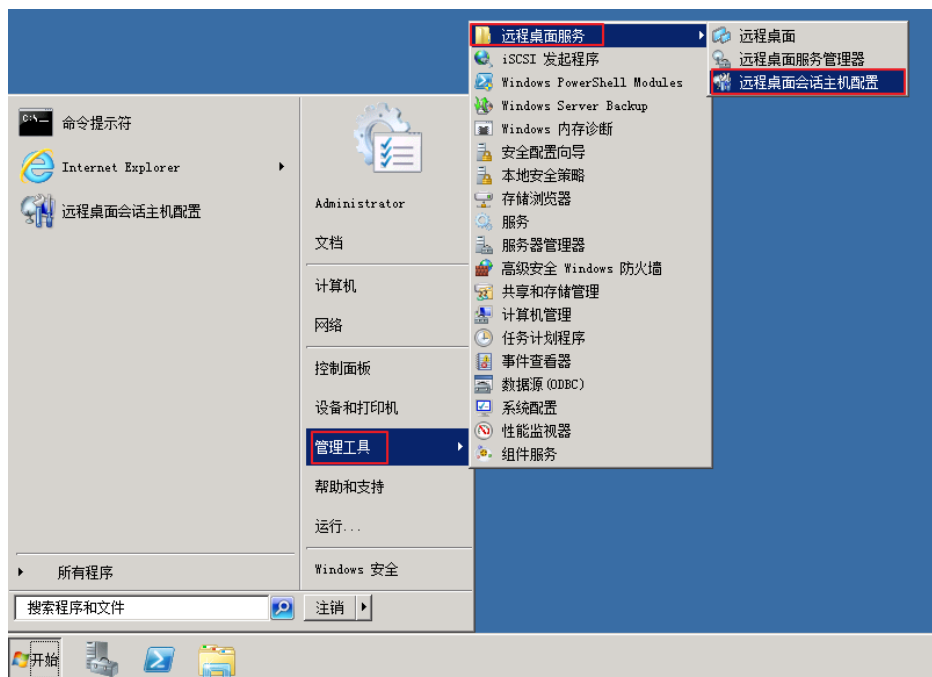 命令提示符
Internet Explorer
远程桌面会话主机配置
所有程序
搜索程序和文件
Administrator
文档
计算机
网络
控制面板
设备和打印机
管理工具
帮助和支持
运行...
Windows 安全
注销
远程桌面服务
iSCSI 发起程序
Windows PowerShell Modules
Windows Server Backup
Windows 内存诊断
安全配置向导
本地安全策略
存储浏览器
服务
服务器管理器
高级安全 Windows 防火墙
共享和存储管理
计算机管理
任务计划程序
事件查看器
数据源(ODBC)
系统配置
性能监视器
组件服务
远程桌面
远程桌面服务管理器
远程桌面会话主机配置
开始